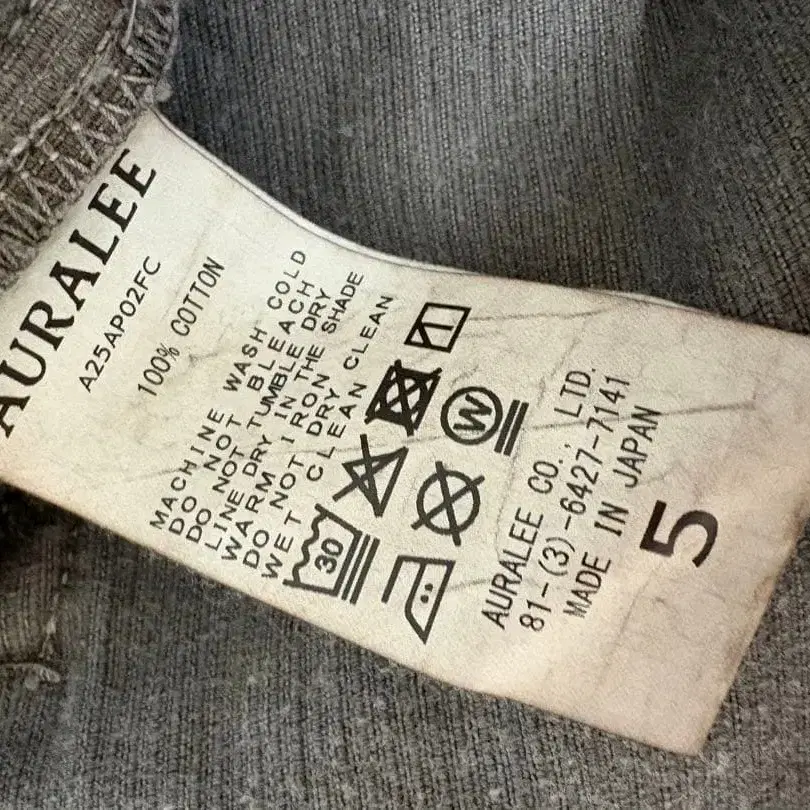 AURALEE
A25AP02FC
100% COTTON
MACHINE WASH COLD
DO NOT BLEACH
DO NOT TUMBLE DRY
LINE DRY IN THE SHADE
WARM IRON
DO NOT DRY CLEAN
WET CLEAN CLEAN
30
W
AURALEE CO., LTD.
81-(3)-6427-7141
MADE IN JAPAN
5